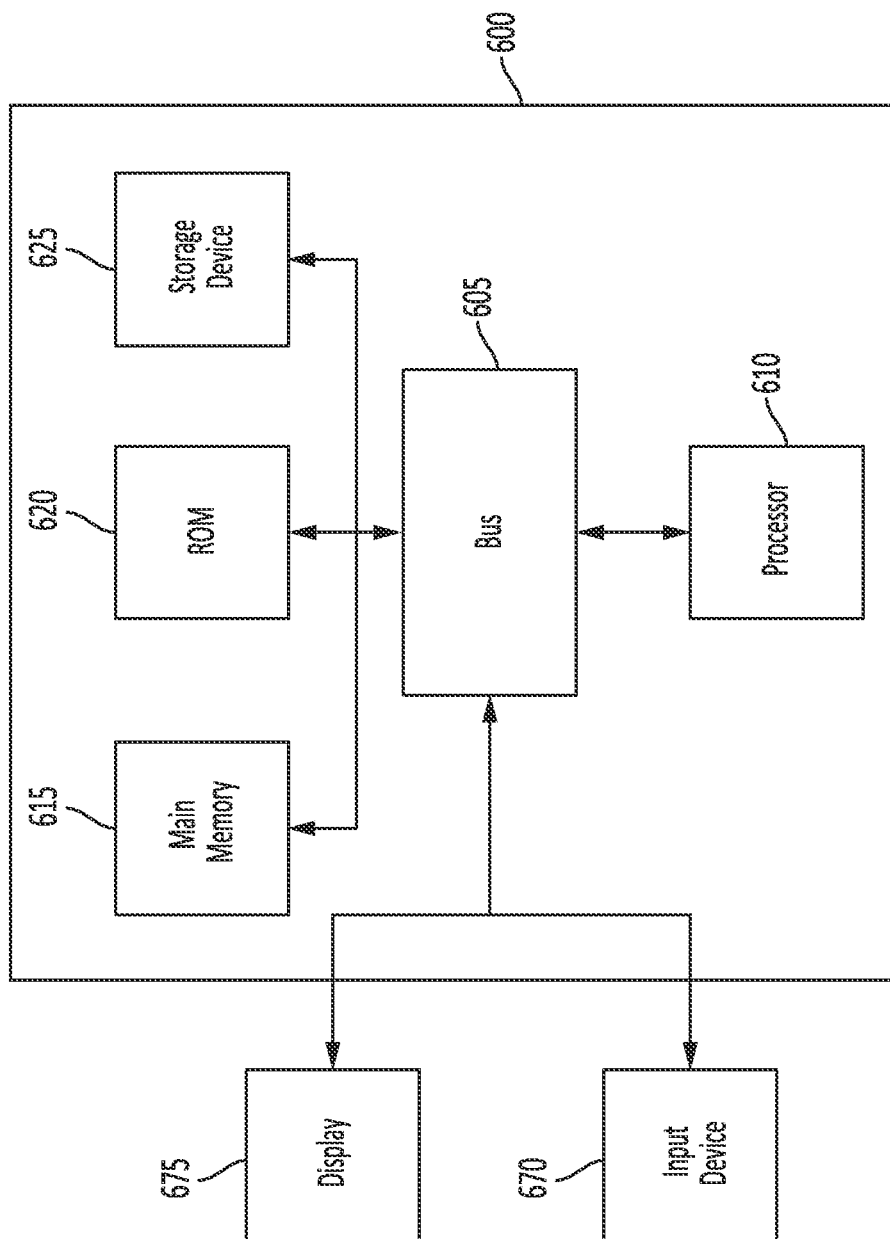 600
625
Storage
Device
620
ROM
615
Main
Memory
605
Bus
610
Processor
675
Display
670
Input
Device